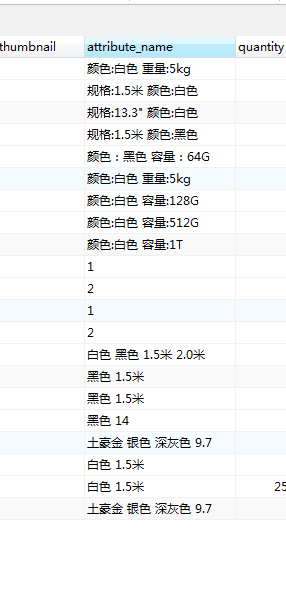 thumbnail attribute_name quantity
颜色:白色 重量:5kg
规格:1.5米 颜色:白色
规格:13.3" 颜色:白色
规格:1.5米 颜色:黑色
颜色：黑色 容量：64G
颜色:白色 重量:5kg
颜色:白色 容量:128G
颜色:白色 容量:512G
颜色:白色 容量:1T
1
2
1
2
白色 黑色 1.5米 2.0米
黑色 1.5米
黑色 1.5米
黑色 14
土豪金 银色 深灰色 9.7
白色 1.5米
白色 1.5米 25
土豪金 银色 深灰色 9.7